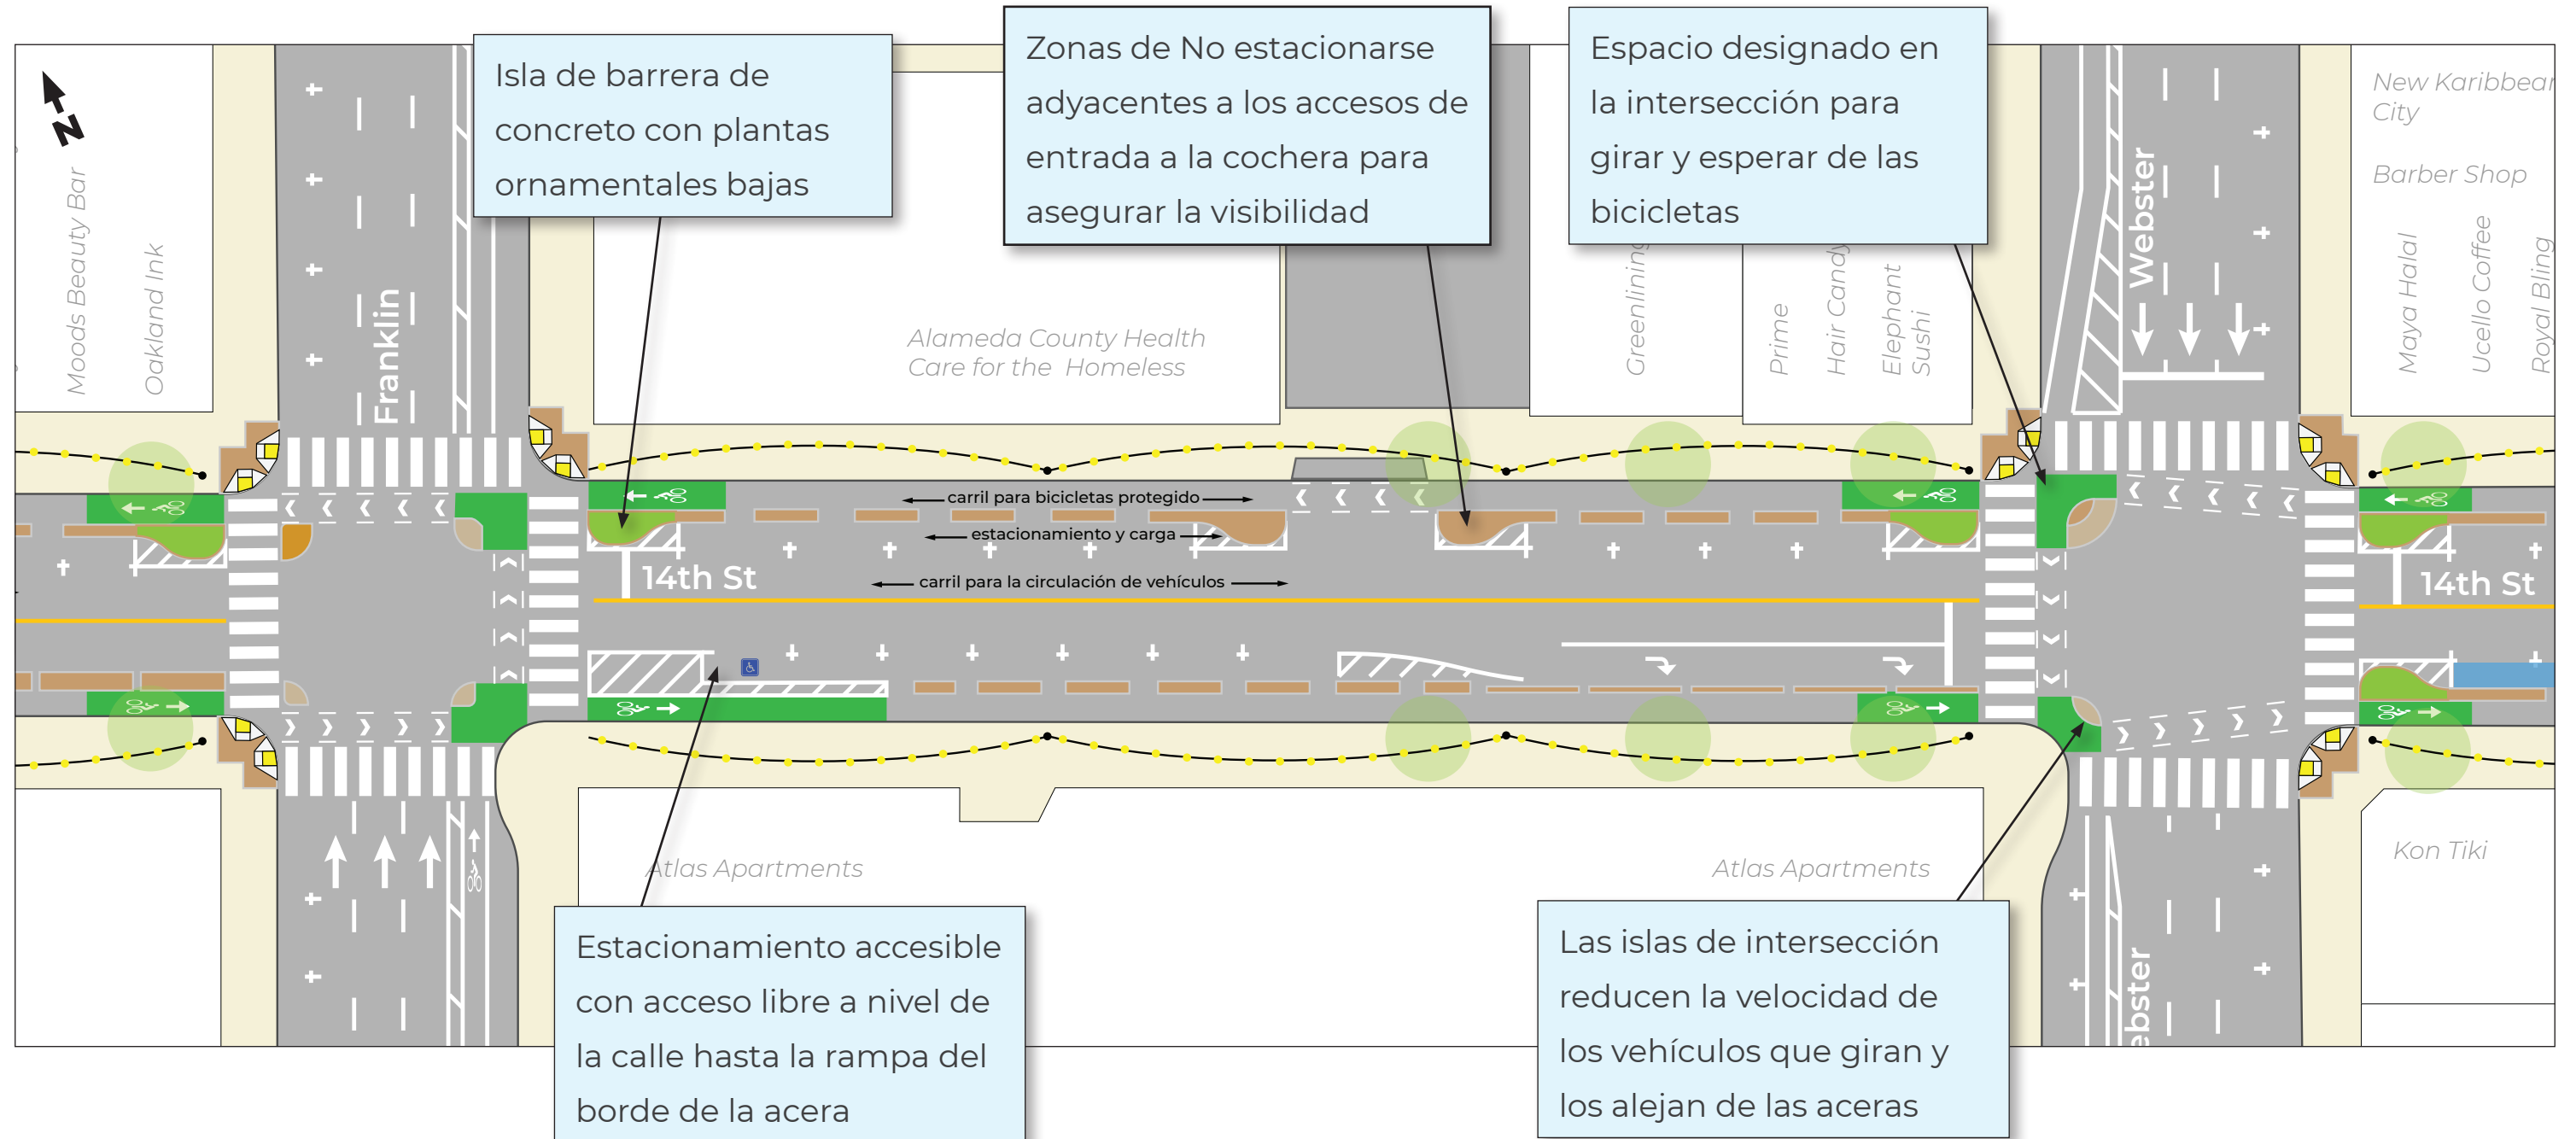 Isla de barrera de
concreto con plantas
ornamentales bajas
Zonas de No estacionarse
adyacentes a los accesos de
entrada a la cochera para
asegurar la visibilidad
Espacio designado en
la intersección para
girar y esperar de las
bicicletas
N
Moods Beauty Bar
Oakland Ink
Franklin
Alameda County Health
Care for the Homeless
Greenlining
Prime
Hair Candy
Elephant
Sushi
Webster
New Karibbean
City
Barber Shop
Maya Halal
Ucello Coffee
Royal Bling
carril para bicicletas protegido
estacionamiento y carga
carril para la circulación de vehículos
14th St
14th St
Atlas Apartments
Atlas Apartments
Kon Tiki
ebster
Estacionamiento accesible
con acceso libre a nivel de
la calle hasta la rampa del
borde de la acera
Las islas de intersección
reducen la velocidad de
los vehículos que giran y
los alejan de las aceras